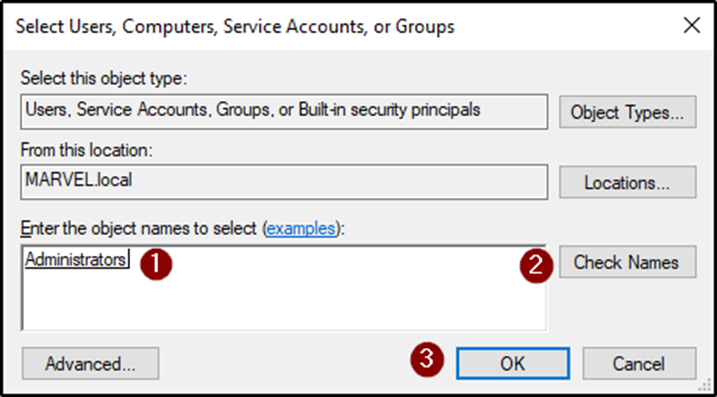 Select Users, Computers, Service Accounts, or Groups
Select this object type:
Users, Service Accounts, Groups, or Built-in security principals
Object Types...
From this location:
MARVEL.local
Locations...
Enter the object names to select (examples):
Administrators 1
2 Check Names
Advanced...
3 OK
Cancel